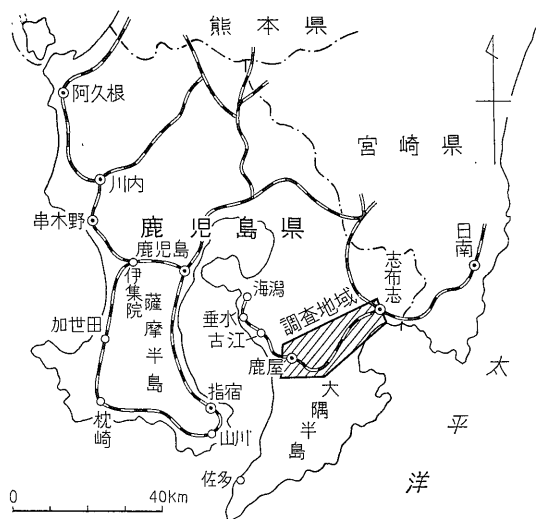 熊本県
阿久根
宮崎県
川内
串木野
鹿児島県
日南
鹿児島
伊集院
志布志
海潟
薩摩半島
調査地域
垂水
加世田
古江
鹿屋
太平洋
大隅半島
指宿
枕崎
山川
佐多
0 40km